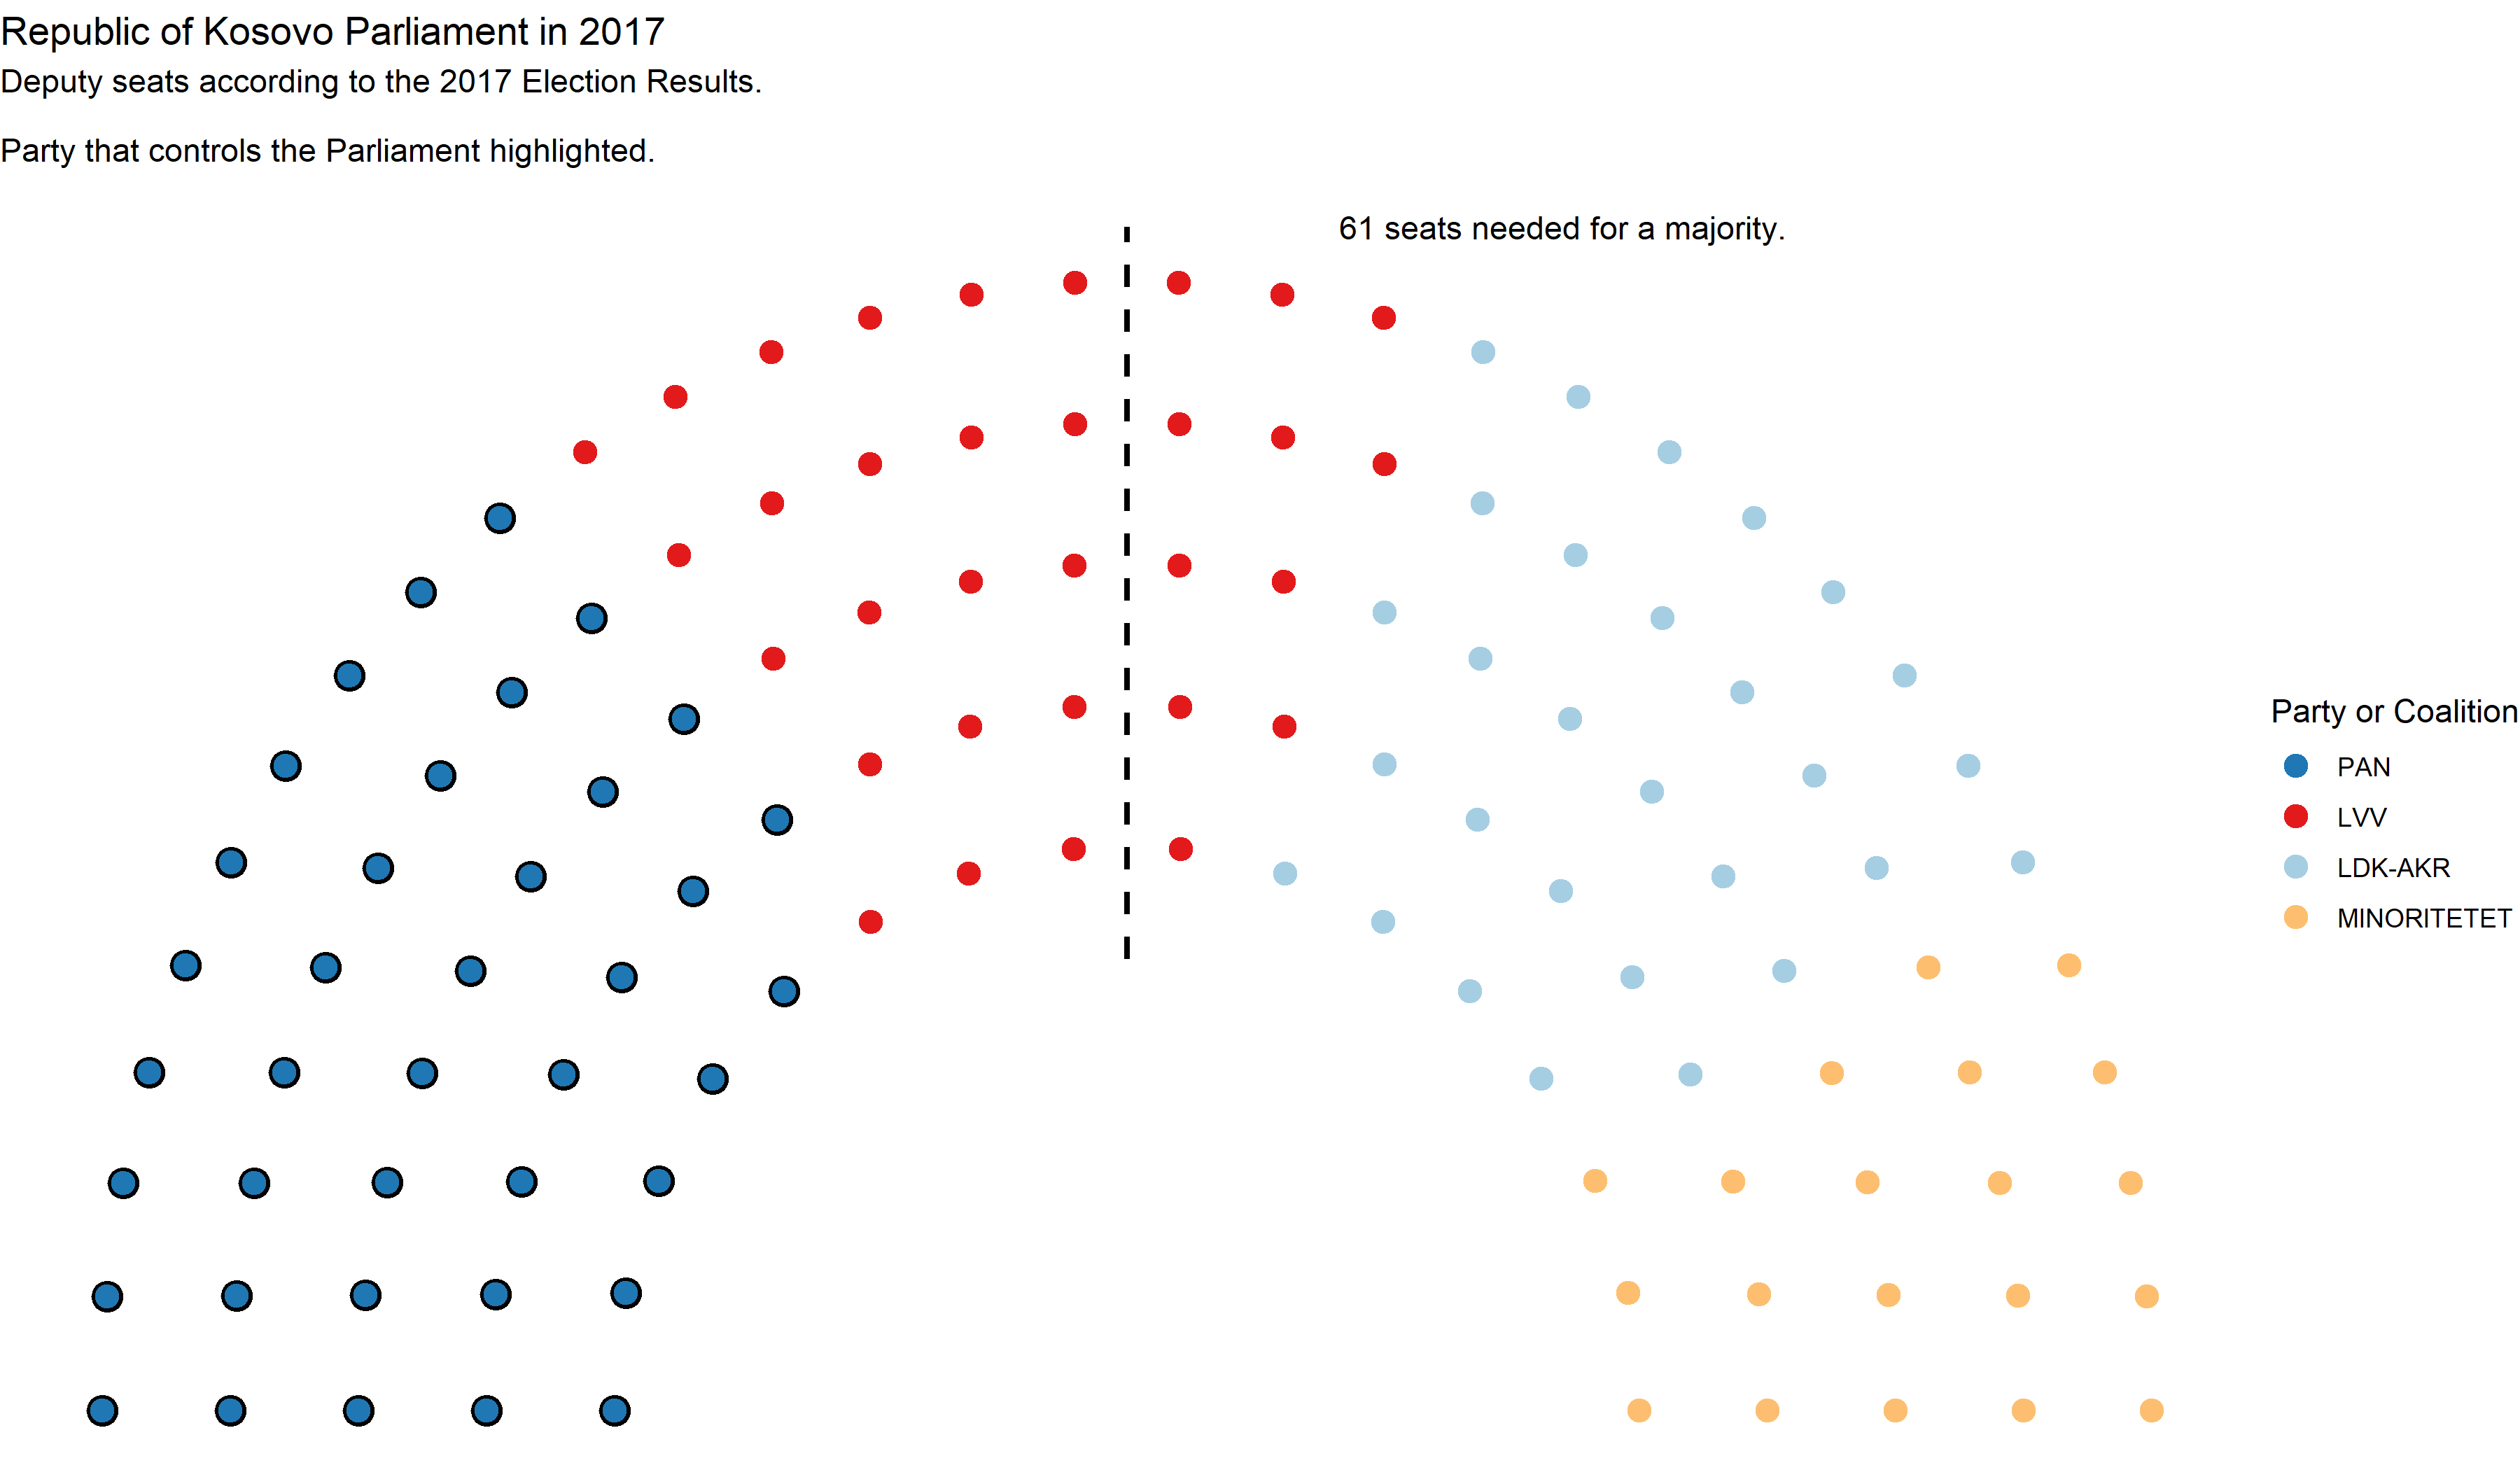 Republic of Kosovo Parliament in 2017
Deputy seats according to the 2017 Election Results.
Party that controls the Parliament highlighted.
61 seats needed for a majority.
Party or Coalition
PAN
LVV
LDK-AKR
MINORITETET